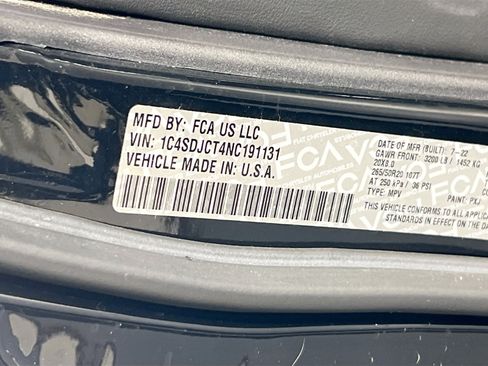 MFD BY: FCA US LLC
VIN: 1C4SDJCT4NC191131
VEHICLE MADE IN: U.S.A.
DATE OF MFR (BUILT): 7-22
GAWR FRONT: 3200 LB / 1452 KG
20X8.0
265/50R20 107T
AT 250 kPa / 36 PSI
TYPE: MPV PAINT: PXJ
THIS VEHICLE CONFORMS TO ALL
STANDARDS IN EFFECT ON THE